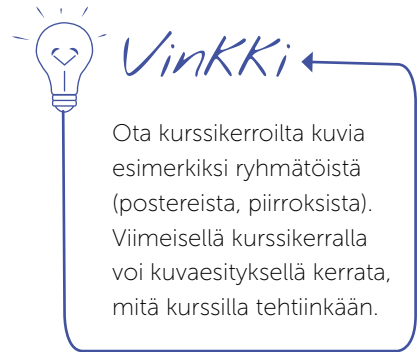 VinKKi
Ota kurssikerroilta kuvia
esimerkiksi ryhmätöistä
(postereista, piirroksista).
Viimeisellä kurssikerralla
voi kuvaesityksellä kerrata,
mitä kurssilla tehtiinkään.